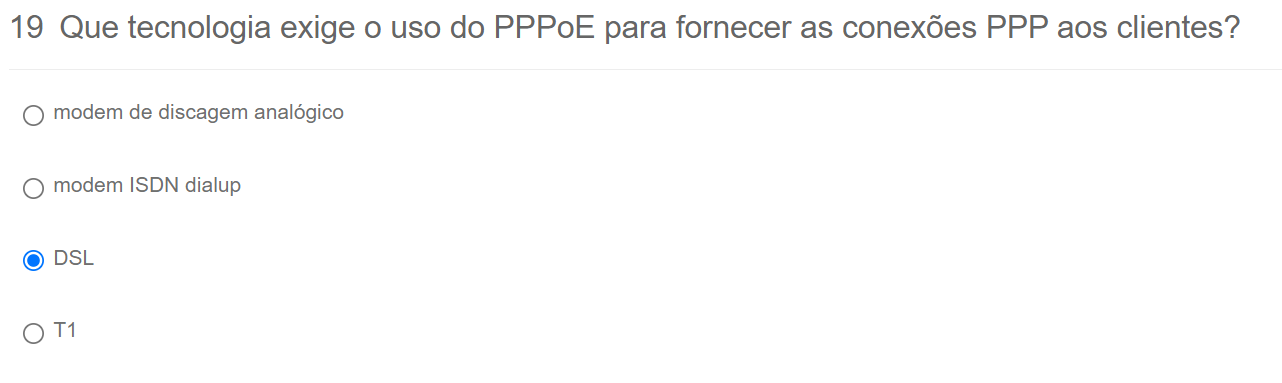 19 Que tecnologia exige o uso do PPPoE para fornecer as conexões PPP aos clientes?
modem de discagem analógico
modem ISDN dialup
DSL
T1